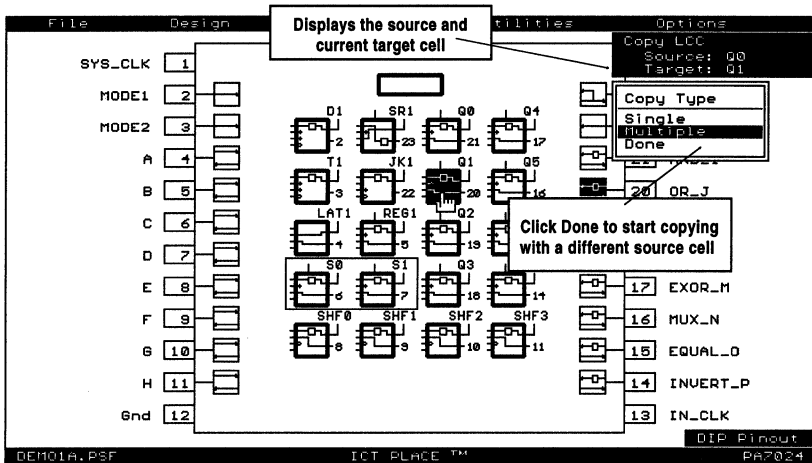 File Design tilities Options
Displays the source and
current target cell
Copy LCC
Source: Q0
Target: Q1
Copy Type
Single
Multiple
Done
SYS_CLK 1
MODE1 2
MODE2 3
A 4
B 5
C 6
D 7
E 8
F 9
G 10
H 11
Gnd 12
D1 SR1 Q0 Q4
2 23 21 17
T1 JK1 Q1 Q5
3 22 20 16
LAT1 REG1 Q2
4 5 19
S0 S1 Q3
6 7 18 14
SHF0 SHF1 SHF2 SHF3
8 9 10 11
20 OR_J
Click Done to start copying
with a different source cell
17 EXOR_M
16 MUX_N
15 EQUAL_O
14 INVERT_P
13 IN_CLK
DIP Pinout
DEMO1A.PSF ICT PLACE ™ PA7024